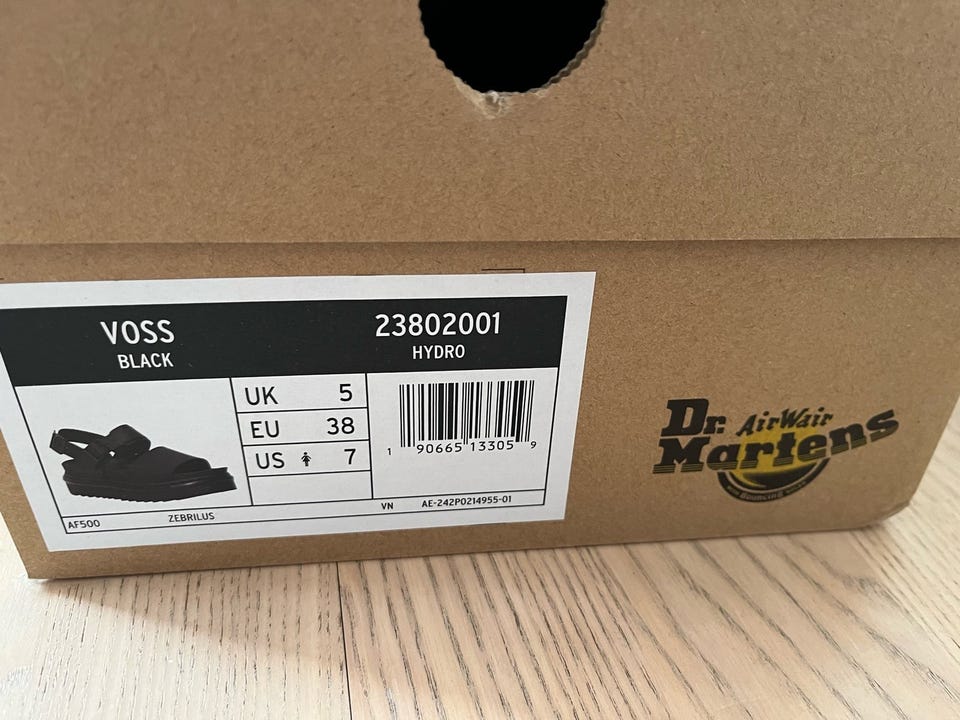 VOSS
BLACK
23802001
HYDRO
UK 5
EU 38
US 7
1 90665 13305 9
AF500 ZEBRILUS VN AE-242P0214955-01
Dr. AirWair
Martens
BOUNCING